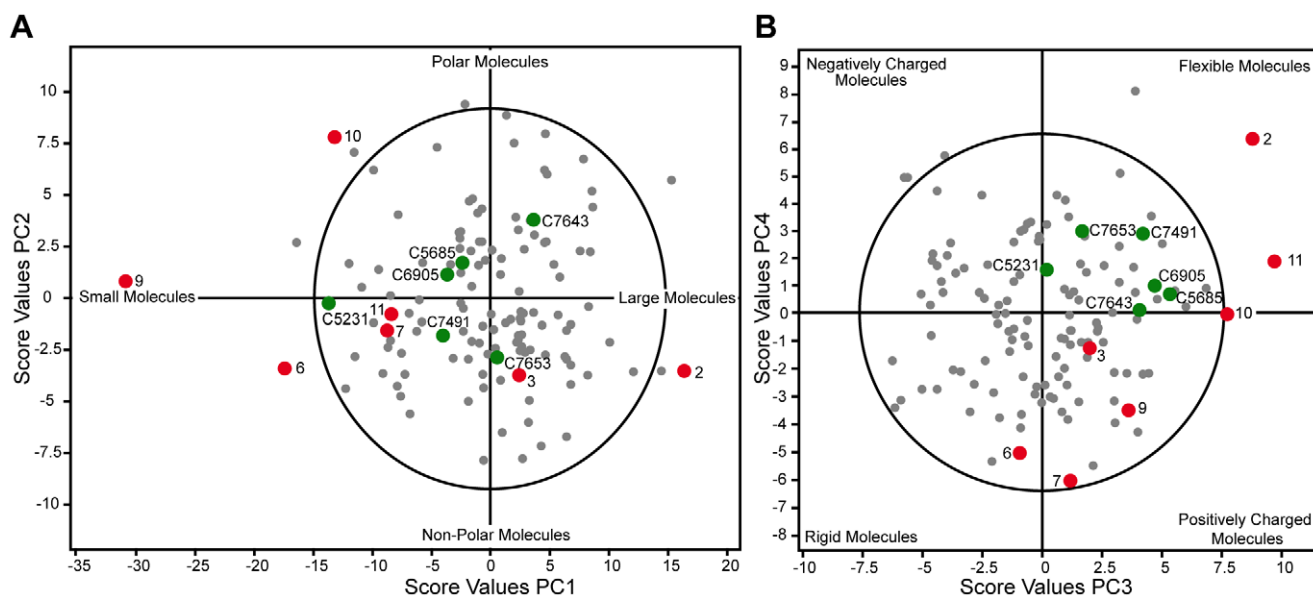 A
Polar Molecules
10
7.5
5
2.5
0
-2.5
-5
-7.5
-10
Score Values PC2
10
C7643
C5685
C6905
9
Small Molecules
Large Molecules
C5231
11
7
C7491
C7653
6
3
2
Non-Polar Molecules
-35
-30
-25
-20
-15
-10
-5
0
5
10
15
20
Score Values PC1
B
Negatively Charged
Molecules
Flexible Molecules
9
8
7
6
5
4
3
2
1
0
-1
-2
-3
-4
-5
-6
-7
-8
Score Values PC4
2
C7653
C7491
C5231
11
C6905
C7643
C5685
10
3
9
6
7
Rigid Molecules
Positively Charged
Molecules
-10
-7.5
-5
-2.5
0
2.5
5
7.5
10
Score Values PC3